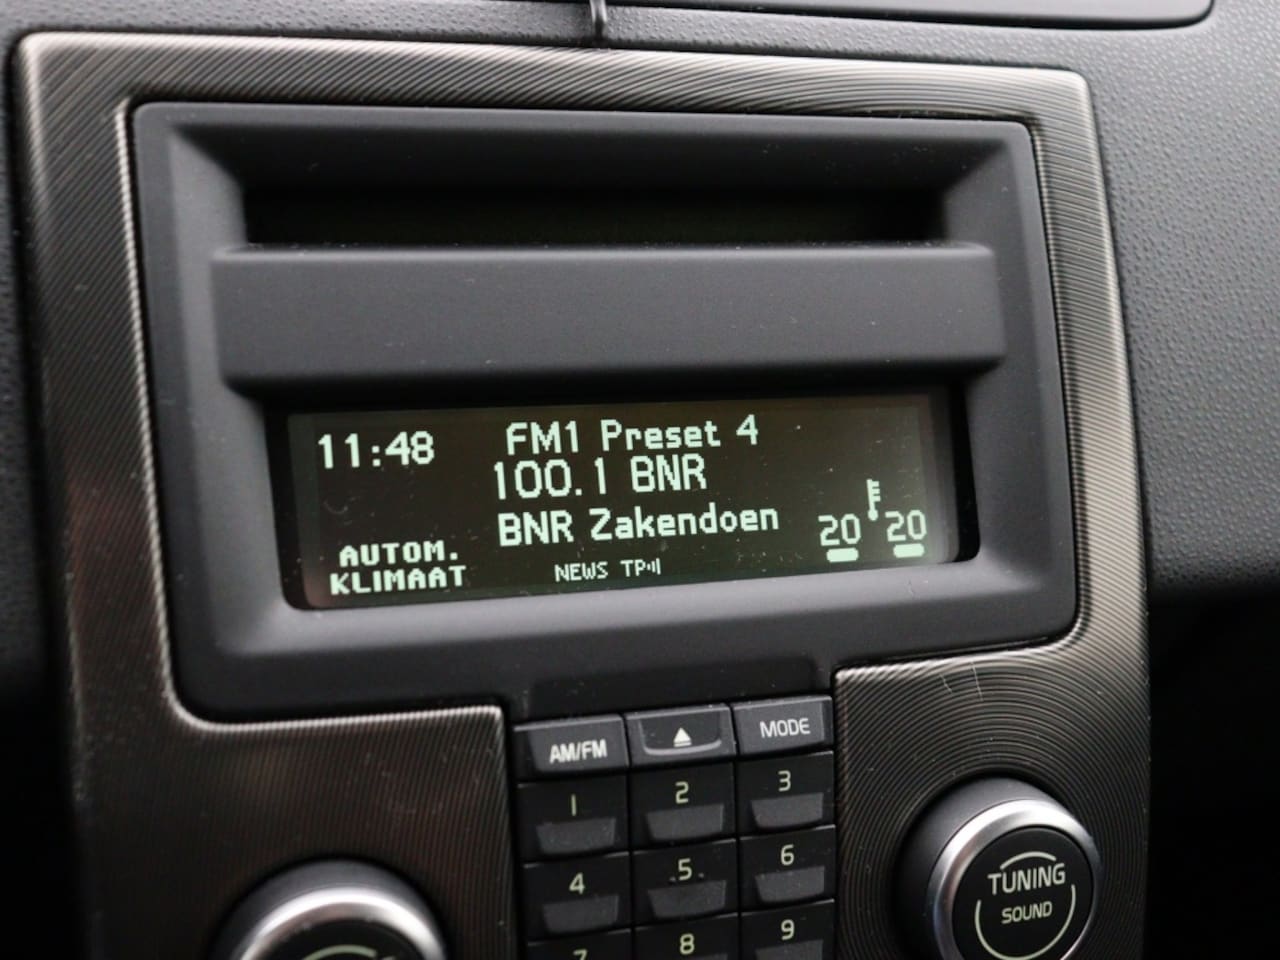 11:48
FM1 Preset 4
100.1 BNR
BNR Zakendoen
AUTOM.
KLIMAAT
NEWS TP
20 20
AM/FM
MODE
1 2 3
4 5 6
7 8 9
TUNING
SOUND